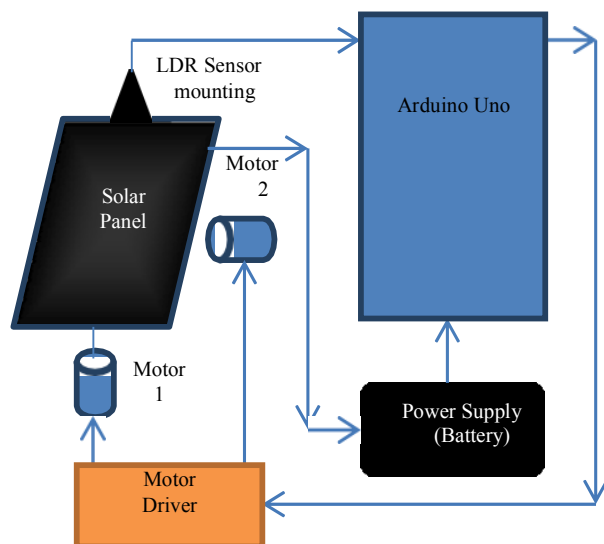 LDR Sensor
mounting
Arduino Uno
Motor
2
Solar
Panel
Motor
1
Power Supply
(Battery)
Motor
Driver